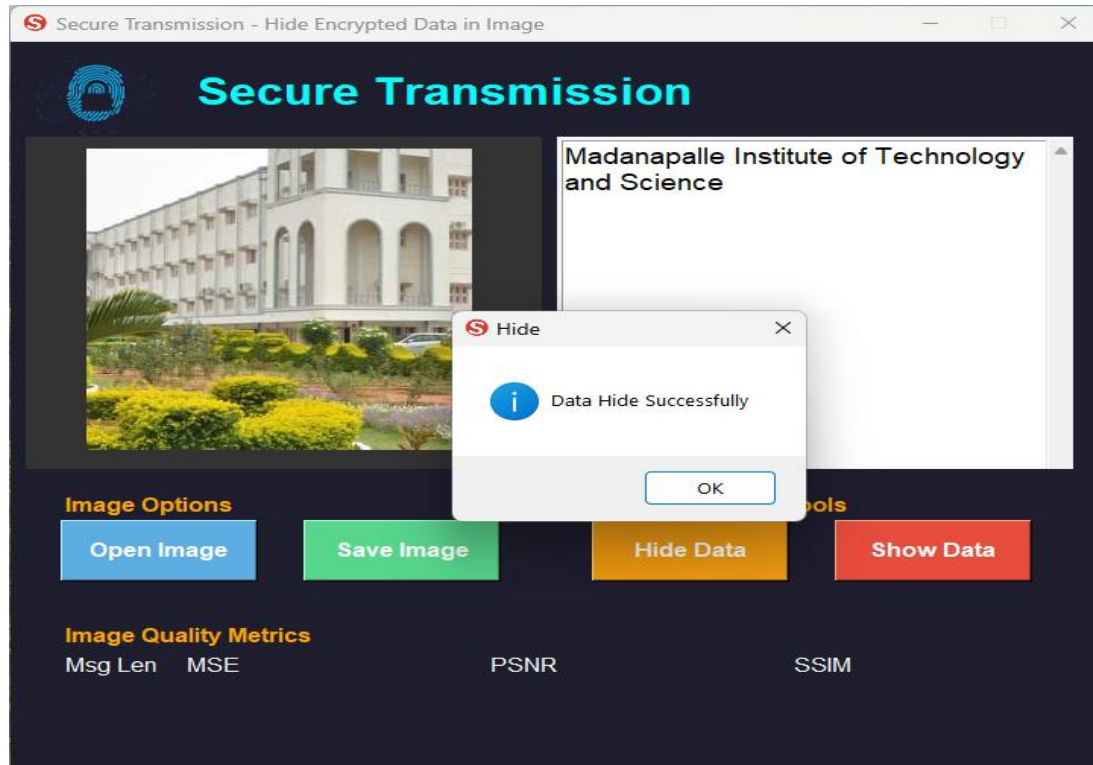 Secure Transmission - Hide Encrypted Data in Image
Secure Transmission
Madanapalle Institute of Technology
and Science
Hide
Data Hide Successfully
OK
Image Options
ools
Open Image
Save Image
Hide Data
Show Data
Image Quality Metrics
Msg Len MSE PSNR SSIM